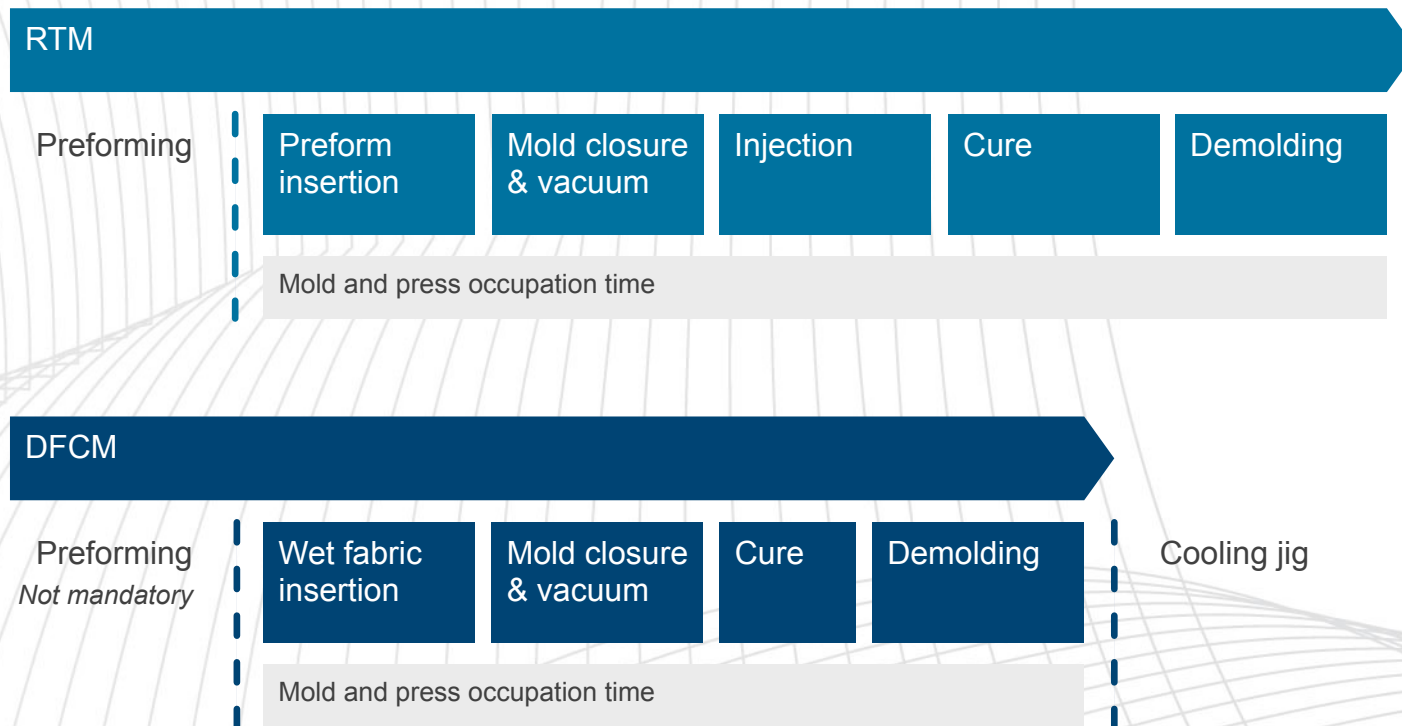 RTM
Preforming
Preform
insertion
Mold closure
& vacuum
Injection
Cure
Demolding
Mold and press occupation time
DFCM
Preforming
Not mandatory
Wet fabric
insertion
Mold closure
& vacuum
Cure
Demolding
Cooling jig
Mold and press occupation time